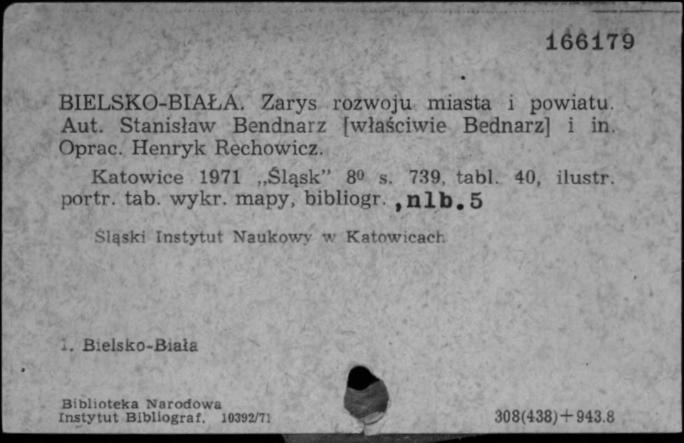 166179
BIELSKO-BIAŁA. Zarys rozwoju miasta i powiatu.
Aut. Stanisław Bendnarz [właściwie Bednarz] i in.
Oprac. Henryk Rechowicz.
Katowice 1971 „Śląsk” 8º s. 739, tabl. 40, ilustr.
portr. tab. wykr. mapy, bibliogr. ,nlb.5
Śląski Instytut Naukowy w Katowicach
1. Bielsko-Biała
Biblioteka Narodowa
Instytut Bibliograf. 10392/71
308(438)+943.8